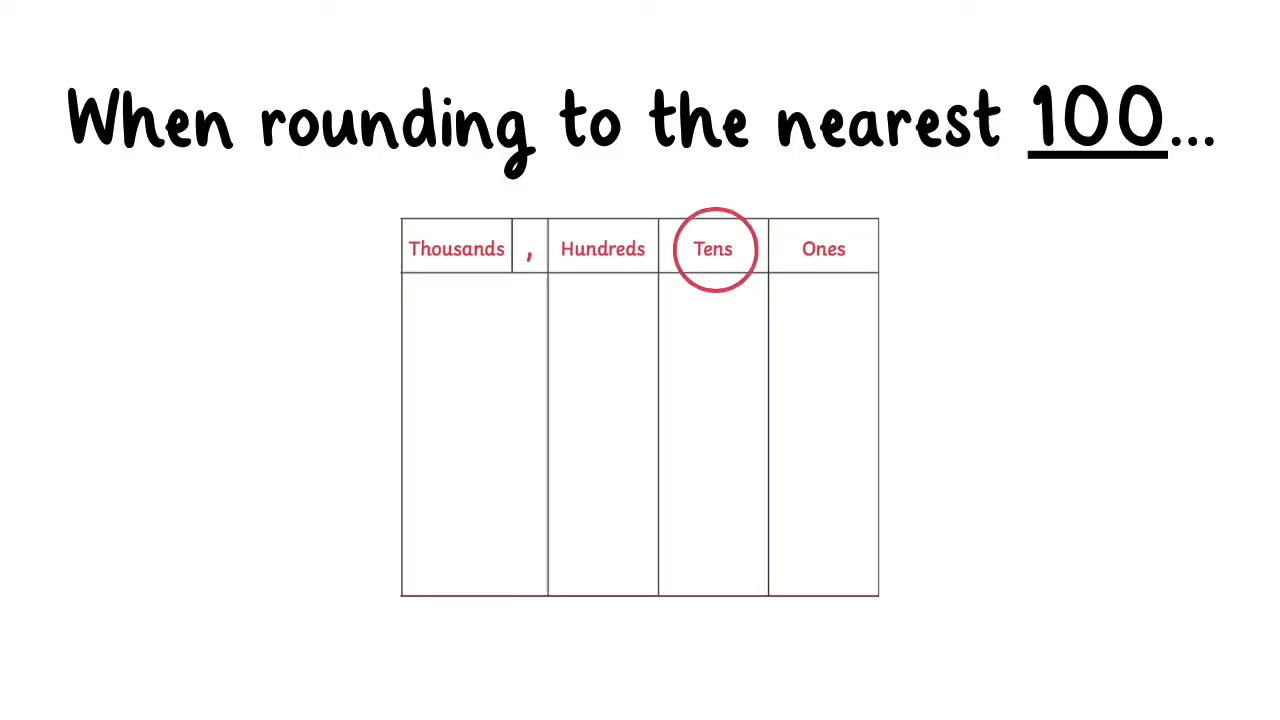 When rounding to the nearest 100...
Thousands , Hundreds Tens Ones